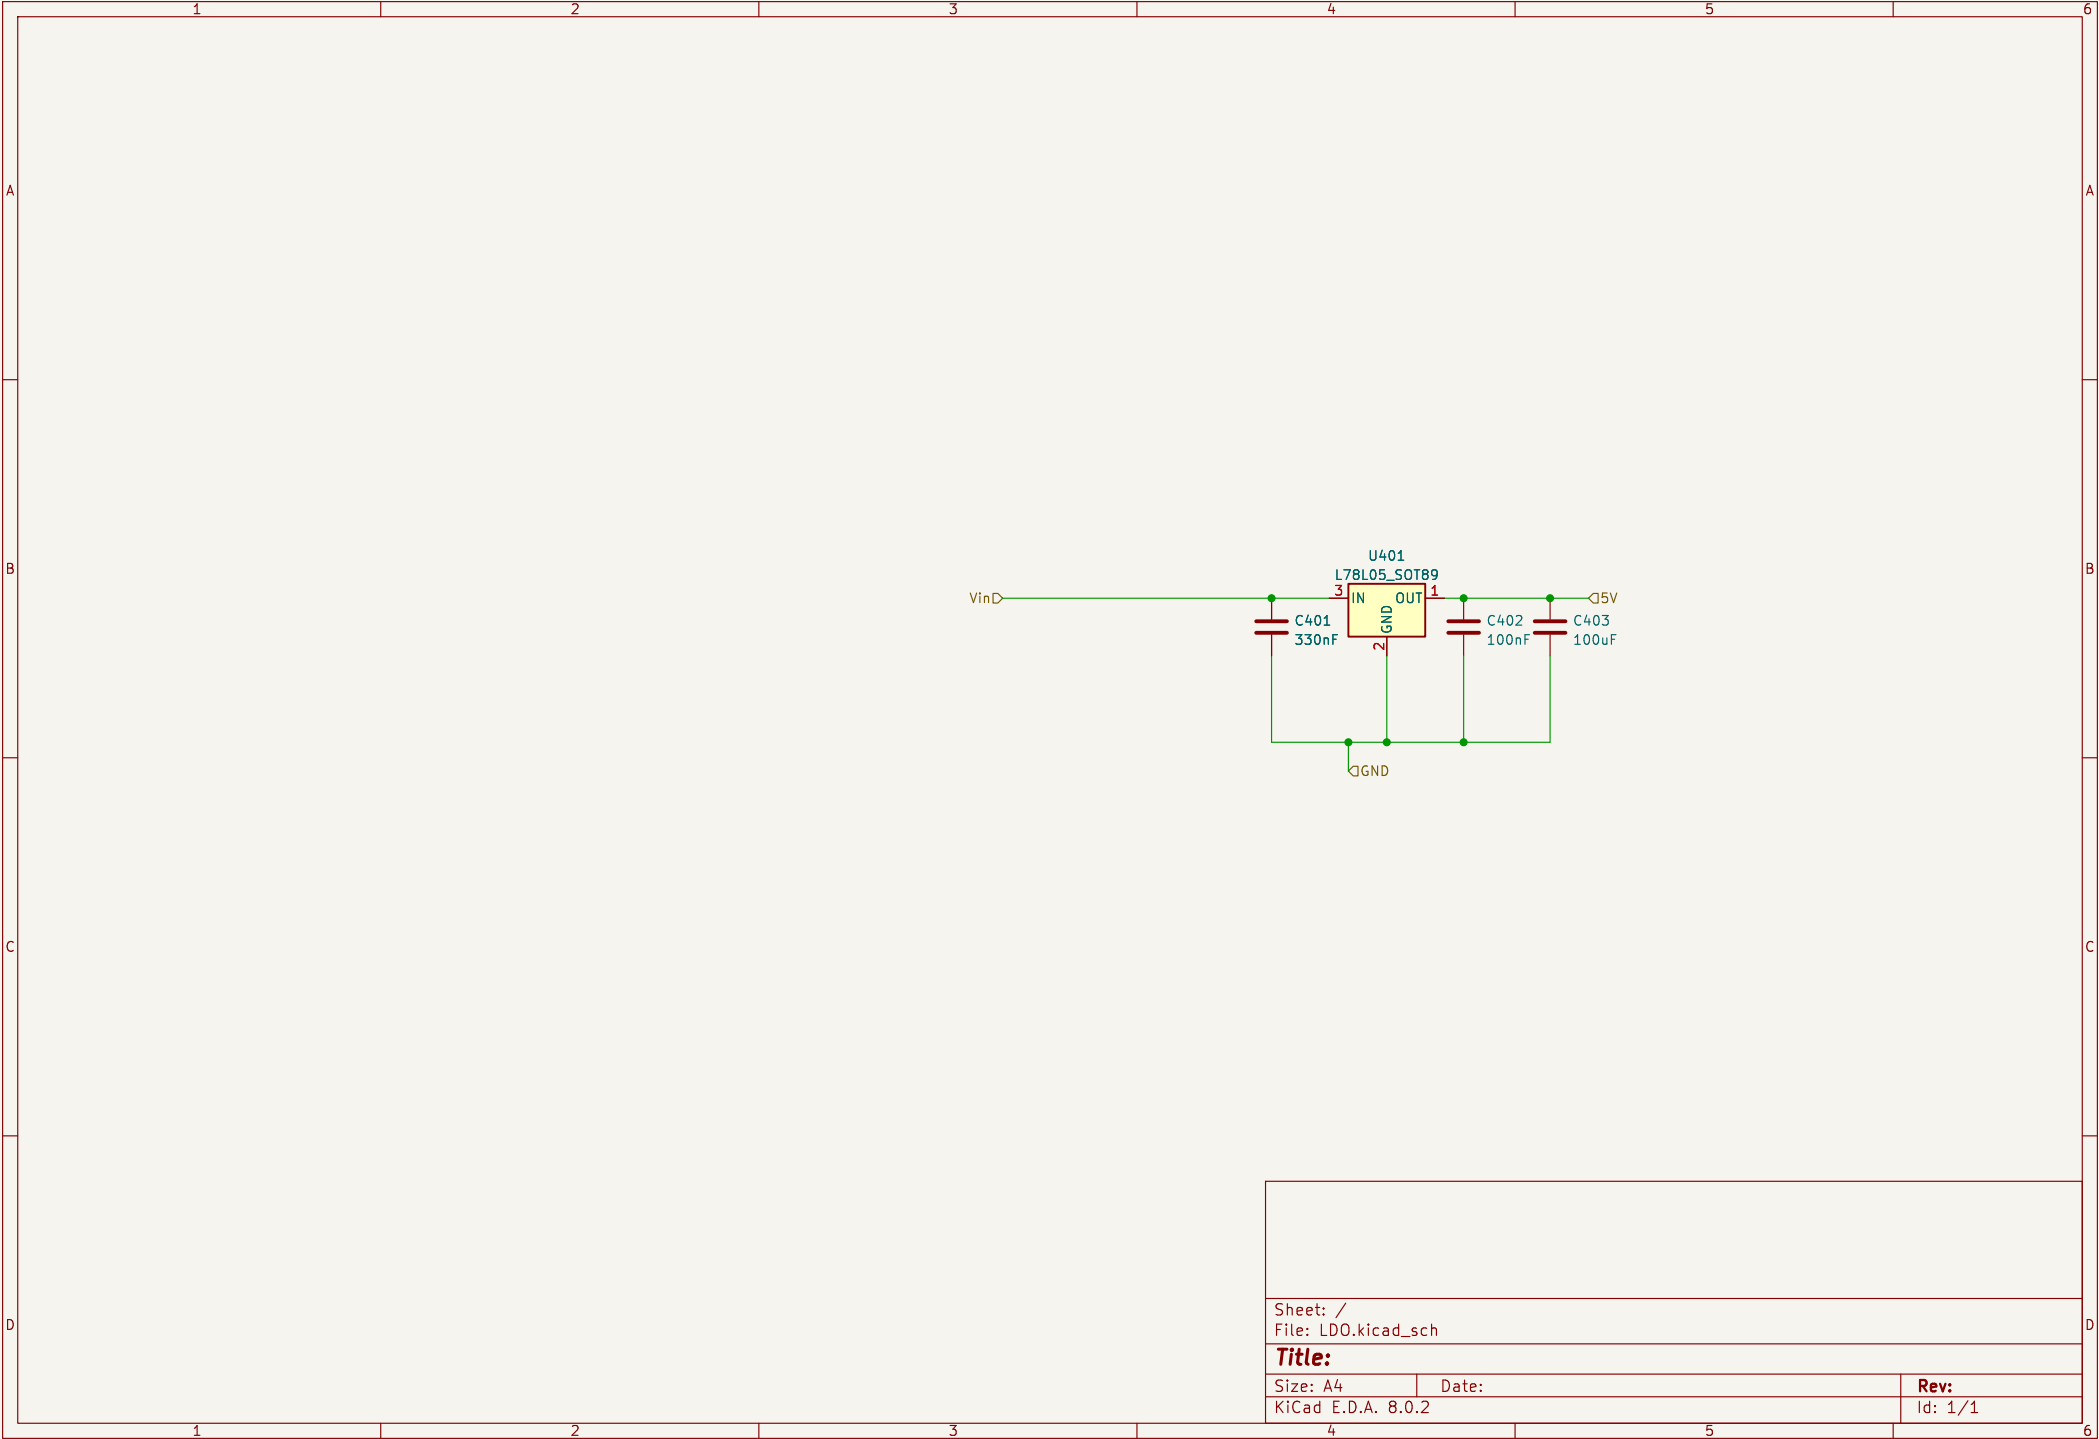 1 2 3 4 5 6
A A
U401
L78L05_SOT89
B B
Vin 3 IN OUT 1 5V
GND
C401 C402 C403
330nF 100nF 100uF
2
GND
C C
Sheet: /
File: LDO.kicad_sch
D D
Title:
Size: A4 Date: Rev:
KiCad E.D.A. 8.0.2 Id: 1/1
1 2 3 4 5 6